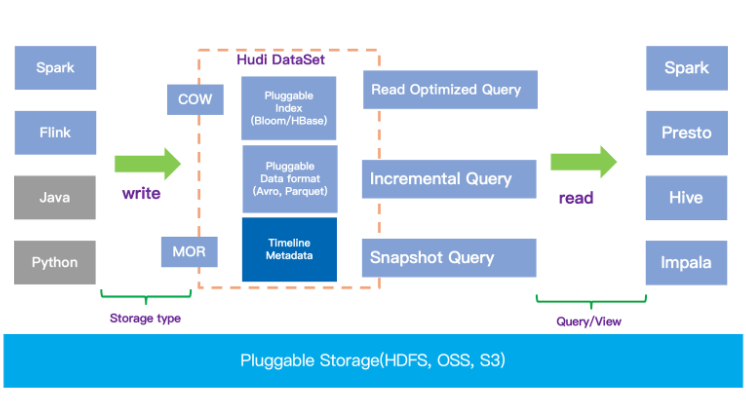 Spark
Flink
Java
Python
write
Storage type
COW
MOR
Hudi DataSet
Pluggable
Index
(Bloom/HBase)
Pluggable
Data format
(Avro, Parquet)
Timeline
Metadata
Read Optimized Query
Incremental Query
Snapshot Query
read
Query/View
Spark
Presto
Hive
Impala
Pluggable Storage(HDFS, OSS, S3)